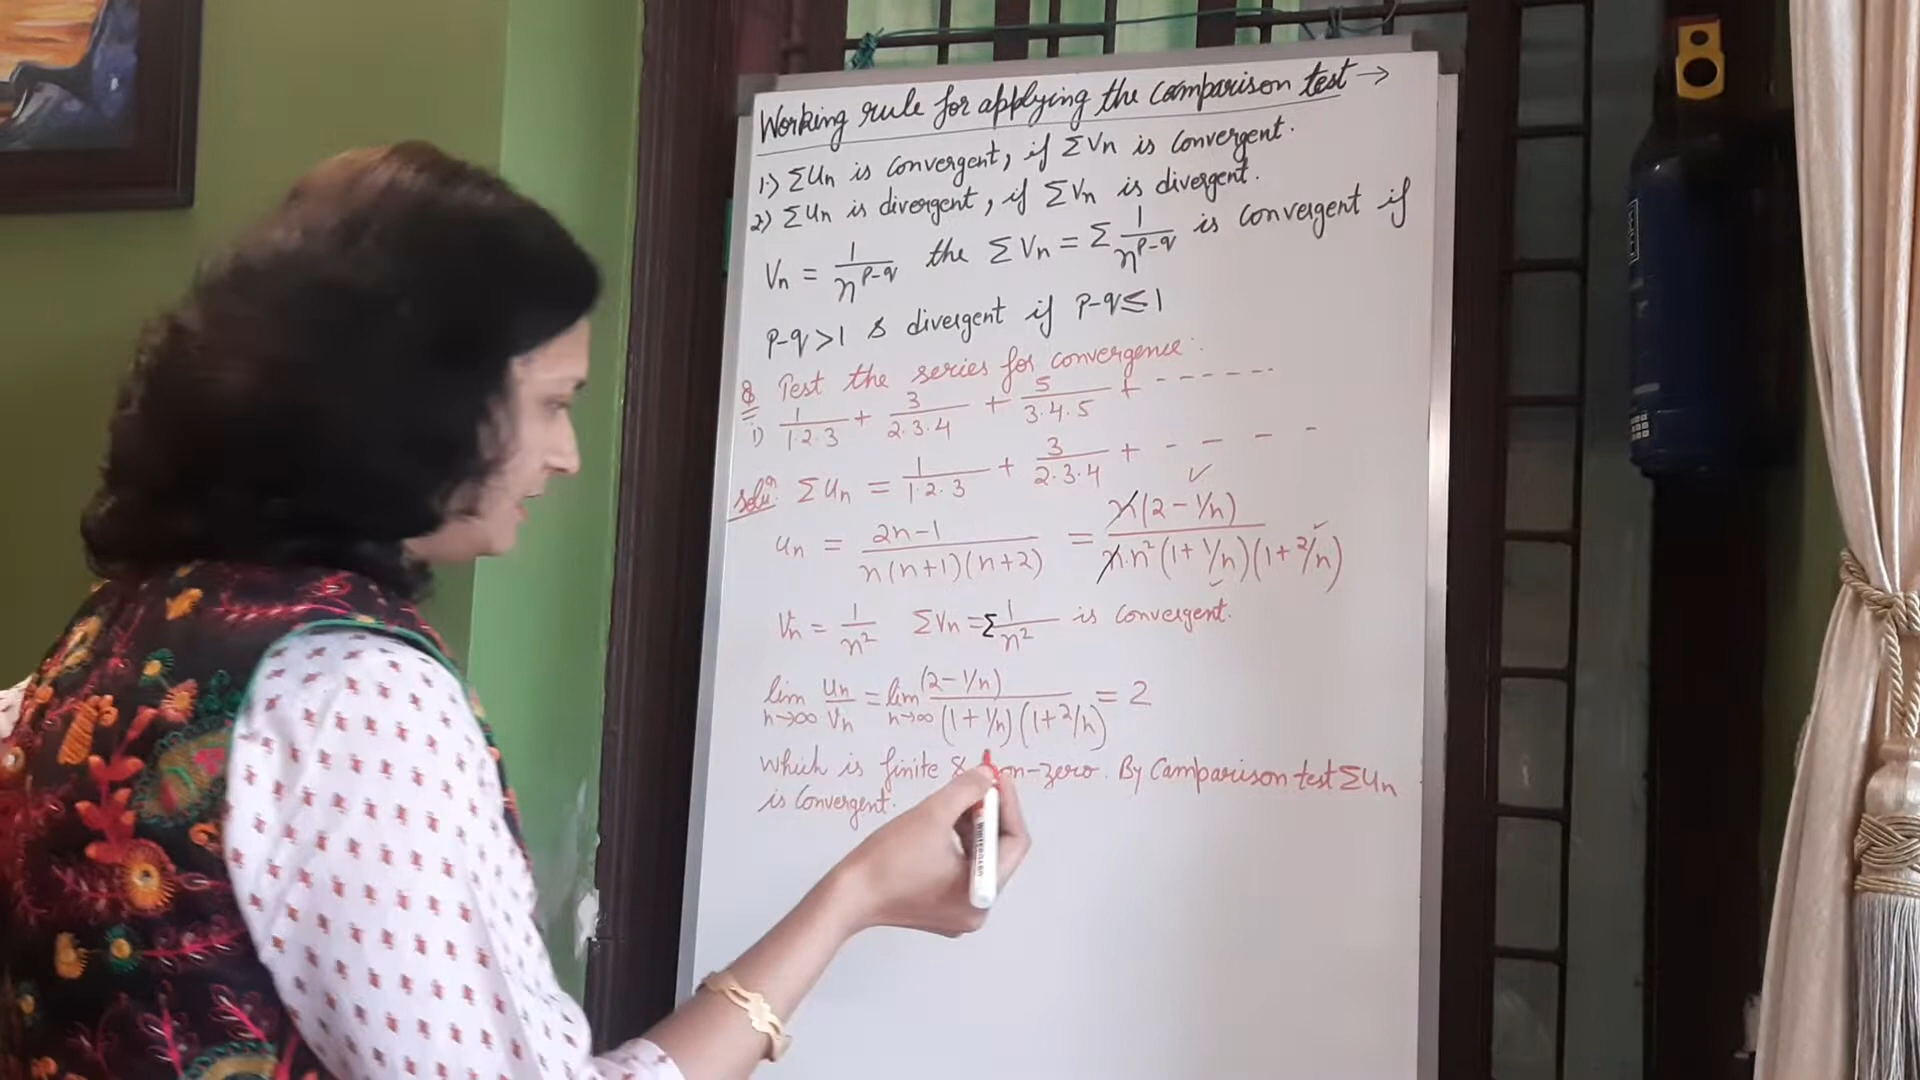 Working rule for applying the comparison test →
1.) ΣUn is convergent, if ΣVn is convergent.
2) ΣUn is divergent, if ΣVn is divergent.
Vn = 1/n^(p-q) the ΣVn = Σ 1/n^(p-q) is convergent if
p-q>1 & divergent if p-q≤1
Q Test the series for convergence:
1) 1/(1·2·3) + 3/(2·3·4) + 5/(3·4·5) + ------
soluⁿ. ΣUn = 1/(1·2·3) + 3/(2·3·4) + - - - -
un = (2n-1)/(n(n+1)(n+2)) = n(2-1/n)/(n·n²(1+1/n)(1+2/n))
Vn = 1/n² ΣVn = Σ 1/n² is convergent.
lim n→∞ un/Vn = lim n→∞ (2-1/n)/((1+1/n)(1+2/n)) = 2
Which is finite & non-zero. By Comparison test ΣUn
is Convergent.